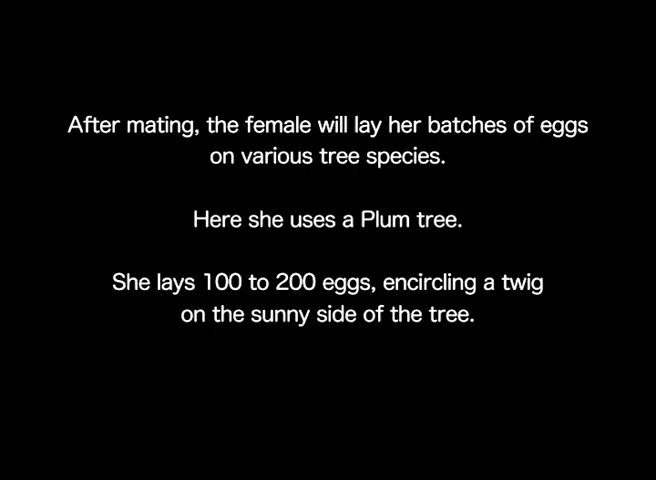 After mating, the female will lay her batches of eggs
on various tree species.
Here she uses a Plum tree.
She lays 100 to 200 eggs, encircling a twig
on the sunny side of the tree.